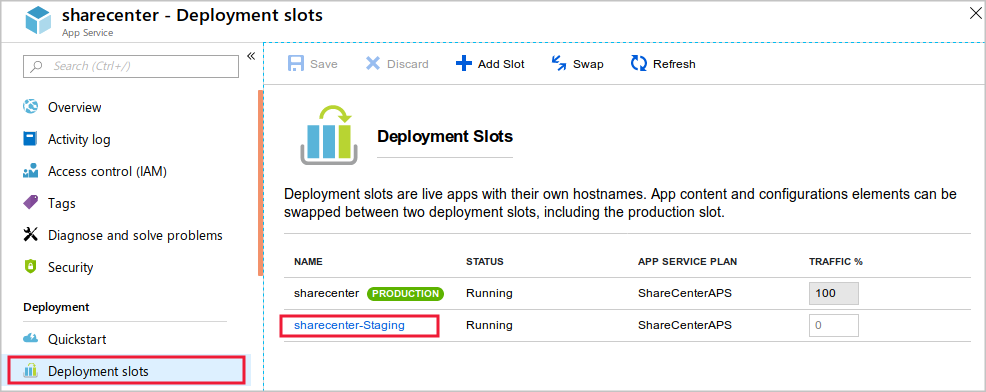 sharecenter - Deployment slots
App Service
Search (Ctrl+/)
«
Overview
Activity log
Access control (IAM)
Tags
Diagnose and solve problems
Security
Deployment
Quickstart
Deployment slots
Save Discard Add Slot Swap Refresh
Deployment Slots
Deployment slots are live apps with their own hostnames. App content and configurations elements can be
swapped between two deployment slots, including the production slot.
NAME STATUS APP SERVICE PLAN TRAFFIC %
sharecenter PRODUCTION Running ShareCenterAPS 100
sharecenter-Staging Running ShareCenterAPS 0